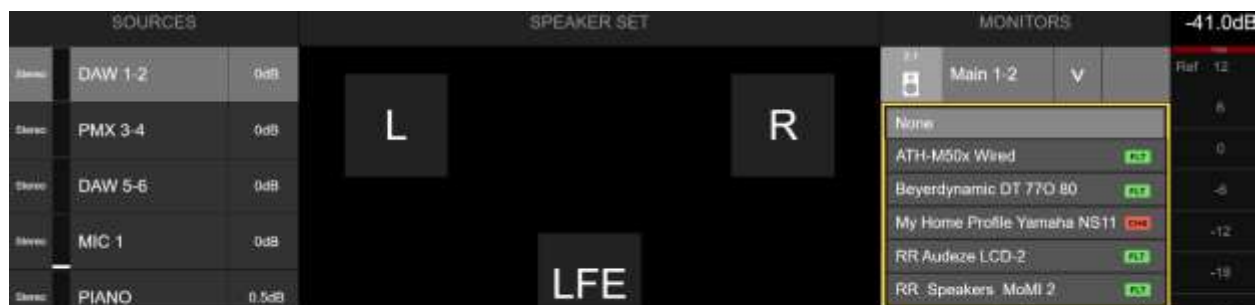 SOURCES
SPEAKER SET
MONITORS
-41.0dB
Stereo DAW 1-2 0dB
Stereo PMX 3-4 0dB
Stereo DAW 5-6 0dB
Stereo MIC 1 0dB
Stereo PIANO 0.5dB
L
R
LFE
2.1
Main 1-2
V
None
ATH-M50x Wired FLT
Beyerdynamic DT 77O 80 FLT
My Home Profile Yamaha NS11
RR Audeze LCD-2 FLT
RR Speakers MoMI 2 FLT
Ref 12
6
0
-6
-12